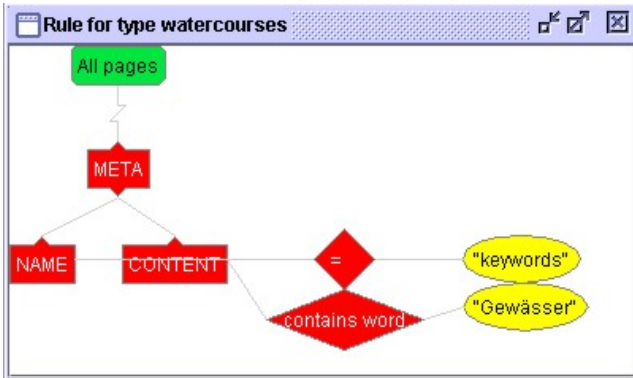 Rule for type watercourses
All pages
META
NAME
CONTENT
=
"keywords"
contains word
"Gewässer"